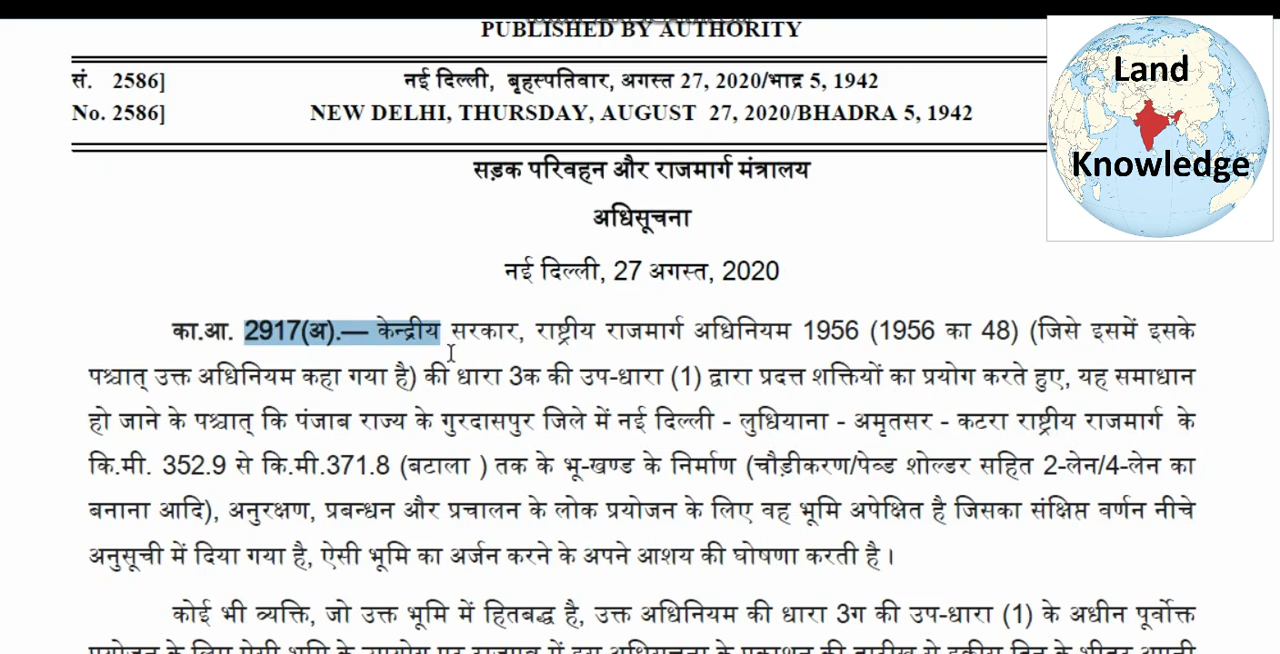 PUBLISHED BY AUTHORITY
सं. 2586]
नई दिल्ली, बृहस्पतिवार, अगस्त 27, 2020/भाद्र 5, 1942
No. 2586]
NEW DELHI, THURSDAY, AUGUST 27, 2020/BHADRA 5, 1942
Land
Knowledge
सड़क परिवहन और राजमार्ग मंत्रालय
अधिसूचना
नई दिल्ली, 27 अगस्त, 2020
का.आ. 2917(अ).— केन्द्रीय सरकार, राष्ट्रीय राजमार्ग अधिनियम 1956 (1956 का 48) (जिसे इसमें इसके
पश्चात् उक्त अधिनियम कहा गया है) की धारा 3क की उप-धारा (1) द्वारा प्रदत्त शक्तियों का प्रयोग करते हुए, यह समाधान
हो जाने के पश्चात् कि पंजाब राज्य के गुरदासपुर जिले में नई दिल्ली - लुधियाना - अमृतसर - कटरा राष्ट्रीय राजमार्ग के
कि.मी. 352.9 से कि.मी.371.8 (बटाला ) तक के भू-खण्ड के निर्माण (चौड़ीकरण/पेव्ड शोल्डर सहित 2-लेन/4-लेन का
बनाना आदि), अनुरक्षण, प्रबन्धन और प्रचालन के लोक प्रयोजन के लिए वह भूमि अपेक्षित है जिसका संक्षिप्त वर्णन नीचे
अनुसूची में दिया गया है, ऐसी भूमि का अर्जन करने के अपने आशय की घोषणा करती है ।
कोई भी व्यक्ति, जो उक्त भूमि में हितबद्ध है, उक्त अधिनियम की धारा 3ग की उप-धारा (1) के अधीन पूर्वोक्त